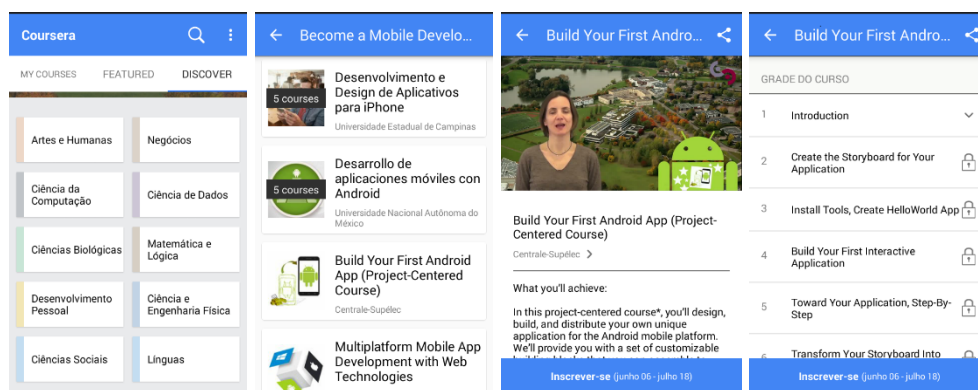 Coursera
MY COURSES FEATURED DISCOVER
Artes e Humanas
Negócios
Ciência da
Computação
Ciência de Dados
Ciências Biológicas
Matemática e
Lógica
Desenvolvimento
Pessoal
Ciência e
Engenharia Física
Ciências Sociais
Línguas
Become a Mobile Develo...
5 courses
Desenvolvimento e
Design de Aplicativos
para iPhone
Universidade Estadual de Campinas
5 courses
Desarrollo de
aplicaciones móviles con
Android
Universidade Nacional Autônoma do
México
Build Your First Android
App (Project-Centered
Course)
Centrale-Supélec
Multiplatform Mobile App
Development with Web
Technologies
Build Your First Andro...
Build Your First Android App (Project-
Centered Course)
Centrale-Supélec
What you'll achieve:
In this project-centered course*, you'll design,
build, and distribute your own unique
application for the Android mobile platform.
We'll provide you with a set of customizable
Inscrever-se (junho 06 - julho 18)
Build Your First Andro...
GRADE DO CURSO
1 Introduction
2 Create the Storyboard for Your
Application
3 Install Tools, Create HelloWorld App
4 Build Your First Interactive
Application
5 Toward Your Application, Step-By-
Step
6 Transform Your Storyboard Into
Inscrever-se (junho 06 - julho 18)